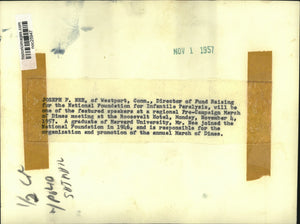 NOV 1 1957
JOSEPH F. NEE, of Westport, Conn., Director of Fund Raising
for the National Foundation for Infantile Paralysis, will be
one of the featured speakers at a regional Pre-Campaign March
of Dimes meeting at the Roosevelt Hotel, Monday, November 4,
1957. A graduate of Harvard University, Mr. Nee joined the
National Foundation in 1946, and is responsible for the
organization and promotion of the annual March of Dimes.